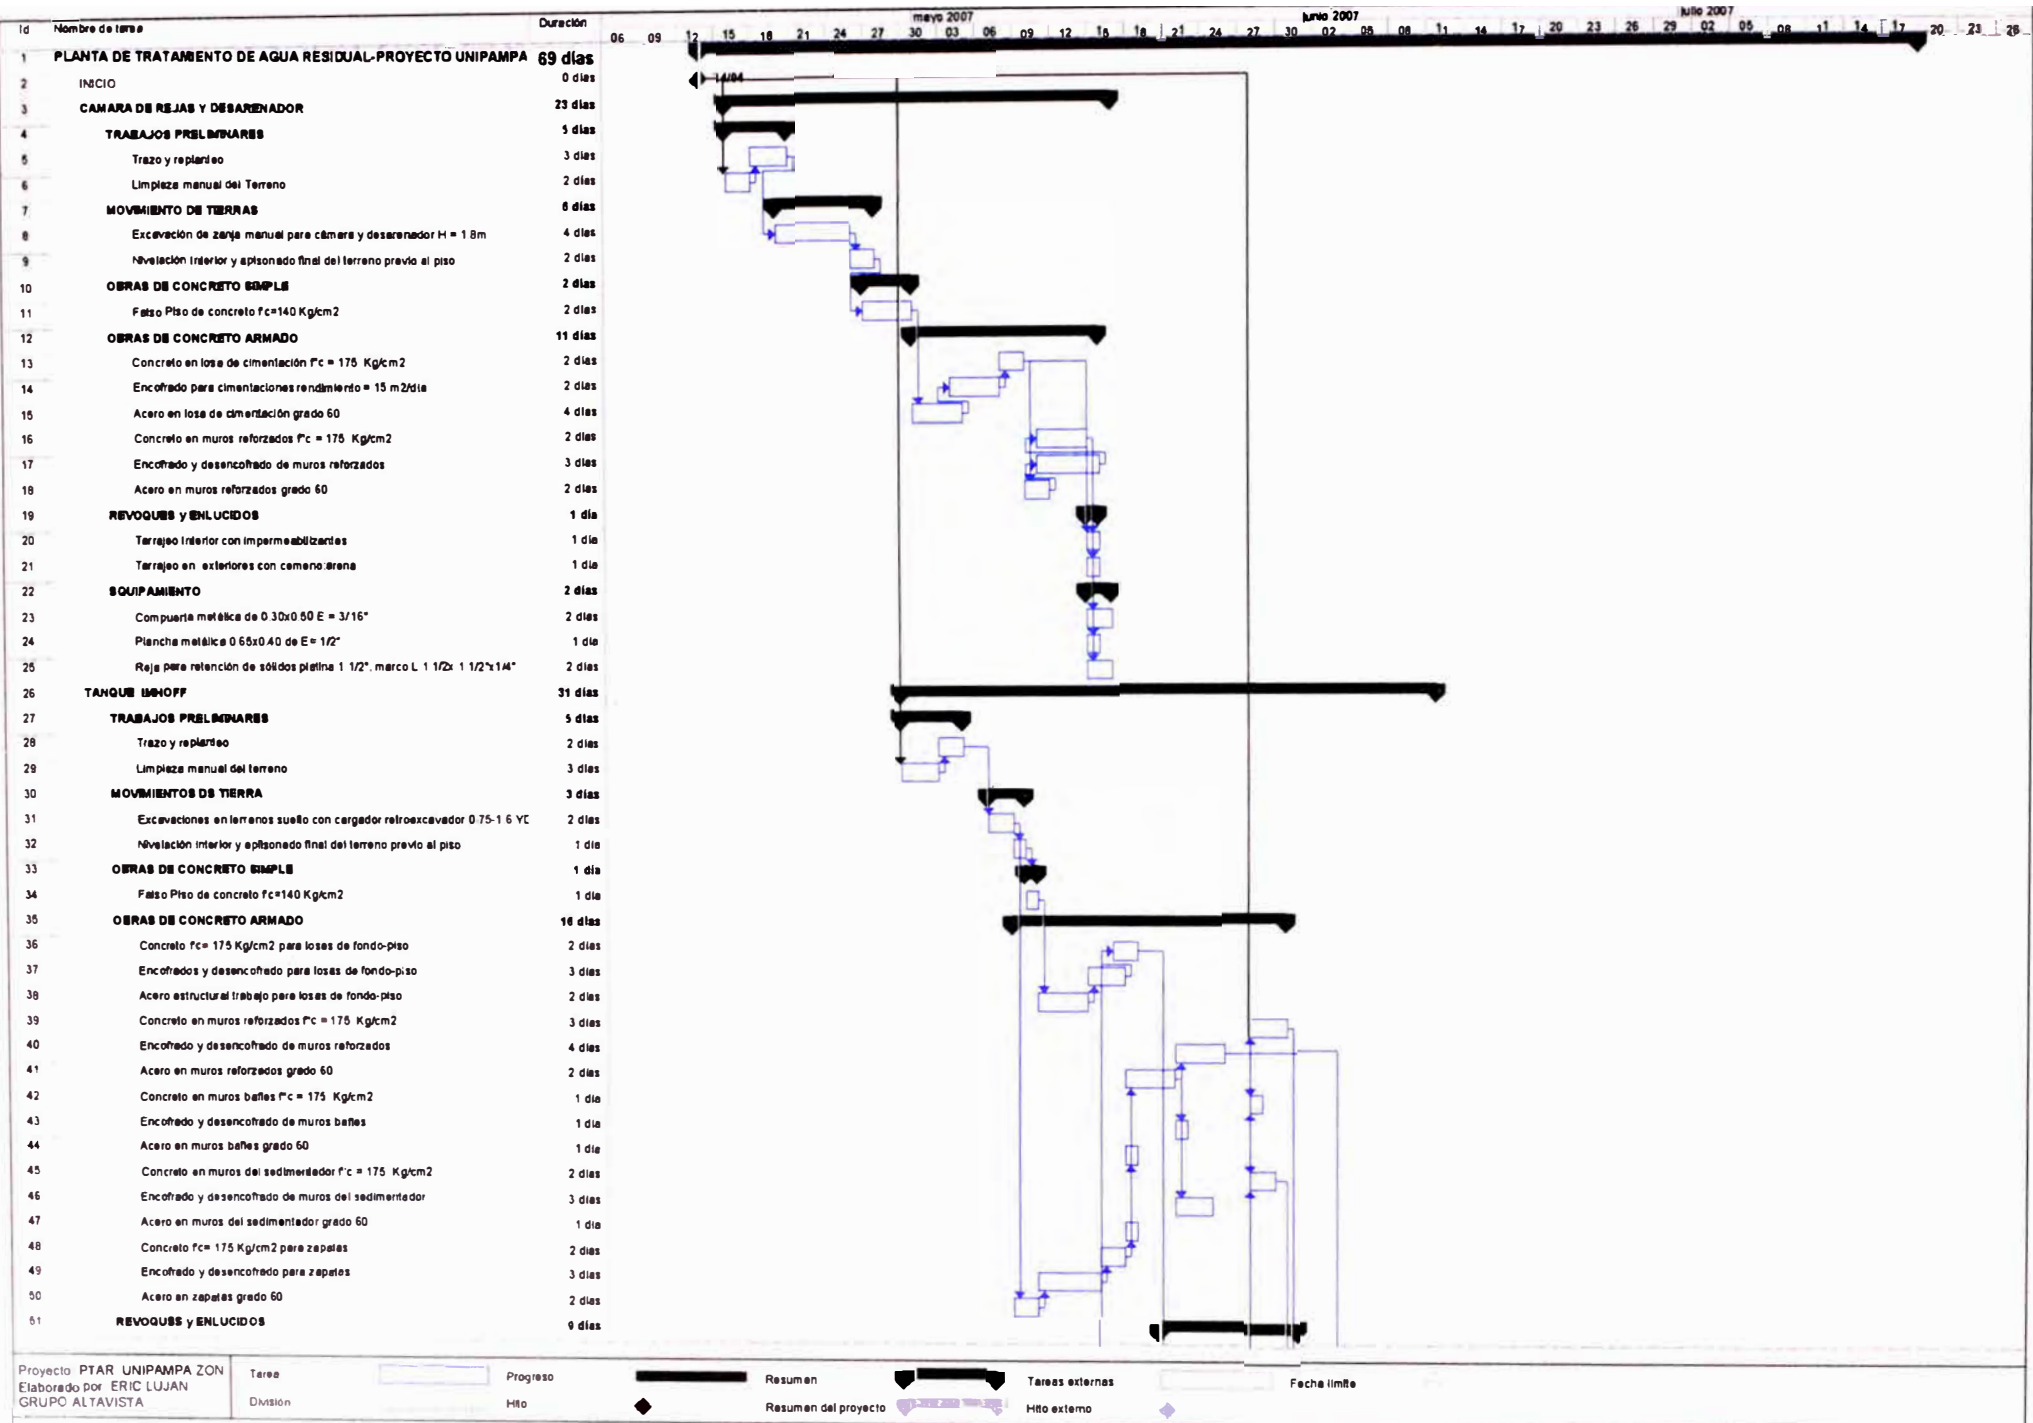 Id Nombre de tarea Duración mayo 2007 junio 2007 julio 2007
06 09 12 15 18 21 24 27 30 03 06 09 12 15 18 21 24 27 30 02 05 08 11 14 17 20 23 26 29 02 05 08 11 14 17 20 23 26
1 PLANTA DE TRATAMIENTO DE AGUA RESIDUAL-PROYECTO UNIPAMPA 69 días
2 INICIO 0 días 14/04
3 CAMARA DE REJAS Y DESARENADOR 23 días
4 TRABAJOS PRELIMINARES 5 días
5 Trazo y replanteo 3 días
6 Limpieza manual del Terreno 2 días
7 MOVIMIENTO DE TIERRAS 6 días
8 Excavación de zanja manual para cámara y desarenador H = 1.8m 4 días
9 Nivelación Interior y apisonado final del terreno previo al piso 2 días
10 OBRAS DE CONCRETO SIMPLE 2 días
11 Falso Piso de concreto f'c=140 Kg/cm2 2 días
12 OBRAS DE CONCRETO ARMADO 11 días
13 Concreto en losa de cimentación f'c = 175 Kg/cm2 2 días
14 Encofrado para cimentaciones rendimiento = 15 m2/dia 2 días
15 Acero en losa de cimentación grado 60 4 días
16 Concreto en muros reforzados f'c = 175 Kg/cm2 2 días
17 Encofrado y desencofrado de muros reforzados 3 días
18 Acero en muros reforzados grado 60 2 días
19 REVOQUES y ENLUCIDOS 1 día
20 Tarrajeo Interior con impermeabilizantes 1 día
21 Tarrajeo en exteriores con cemeno:arena 1 día
22 EQUIPAMIENTO 2 días
23 Compuerta metálica de 0.30x0.50 E = 3/16" 2 días
24 Plancha metálica 0.65x0.40 de E= 1/2" 1 día
25 Reja para retención de sólidos platina 1 1/2", marco L 1 1/2x 1 1/2"x1/4" 2 días
26 TANQUE IMHOFF 31 días
27 TRABAJOS PRELIMINARES 5 días
28 Trazo y replanteo 2 días
29 Limpieza manual del terreno 3 días
30 MOVIMIENTOS DE TIERRA 3 días
31 Excavaciones en terrenos suelto con cargador retroexcavador 0.75-1.6 YD 2 días
32 Nivelación interior y apisonado final del terreno previo al piso 1 día
33 OBRAS DE CONCRETO SIMPLE 1 día
34 Falso Piso de concreto f'c=140 Kg/cm2 1 día
35 OBRAS DE CONCRETO ARMADO 16 días
36 Concreto f'c= 175 Kg/cm2 para losas de fondo-piso 2 días
37 Encofrados y desencofrado para losas de fondo-piso 3 días
38 Acero estructural trabajo para losas de fondo-piso 2 días
39 Concreto en muros reforzados f'c = 175 Kg/cm2 3 días
40 Encofrado y desencofrado de muros reforzados 4 días
41 Acero en muros reforzados grado 60 2 días
42 Concreto en muros bafles f'c = 175 Kg/cm2 1 día
43 Encofrado y desencofrado de muros bafles 1 día
44 Acero en muros bafles grado 60 1 día
45 Concreto en muros del sedimentador f'c = 175 Kg/cm2 2 días
46 Encofrado y desencofrado de muros del sedimentador 3 días
47 Acero en muros del sedimentador grado 60 1 día
48 Concreto f'c= 175 Kg/cm2 para zapatas 2 días
49 Encofrado y desencofrado para zapatas 3 días
50 Acero en zapatas grado 60 2 días
51 REVOQUES y ENLUCIDOS 9 días
Proyecto PTAR UNIPAMPA ZON
Elaborado por ERIC LUJAN
GRUPO ALTAVISTA
Tarea Progreso Resumen Tareas externas Fecha límite
División Hito Resumen del proyecto Hito externo